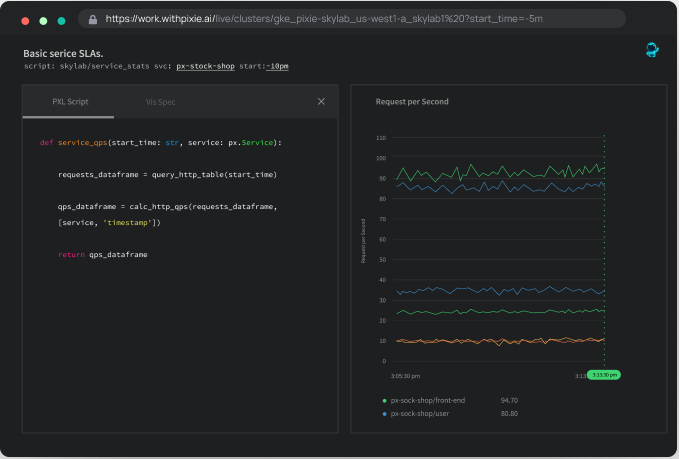 https://work.withpixie.ai/live/clusters/gke_pixie-skylab_us-west1-a_skylab1%20?start_time=-5m
Basic serice SLAs.
script: skylab/service_stats svc: px-stock-shop start:-10pm
PXL Script
Vis Spec
def service_qps(start_time: str, service: px.Service):
requests_dataframe = query_http_table(start_time)
qps_dataframe = calc_http_qps(requests_dataframe,
[service, 'timestamp'])
return qps_dataframe
Request per Second
Request per Second
110
100
90
80
70
60
50
40
30
20
10
0
3:05:30 pm
3:13
3:13:30 pm
px-sock-shop/front-end 94.70
px-sock-shop/user 80.80